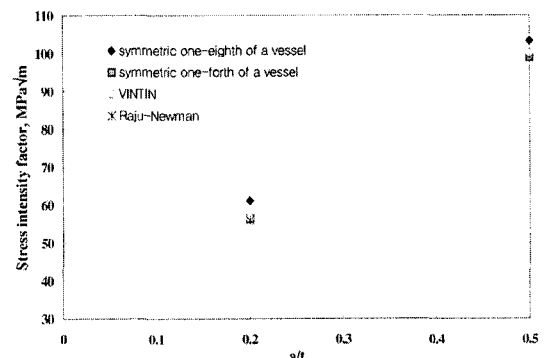 110
100
90
80
70
60
50
40
30
Stress intensity factor, MPa√m
symmetric one-eighth of a vessel
symmetric one-forth of a vessel
VINTIN
Raju-Newman
0
0.1
0.2
0.3
0.4
0.5
a/t